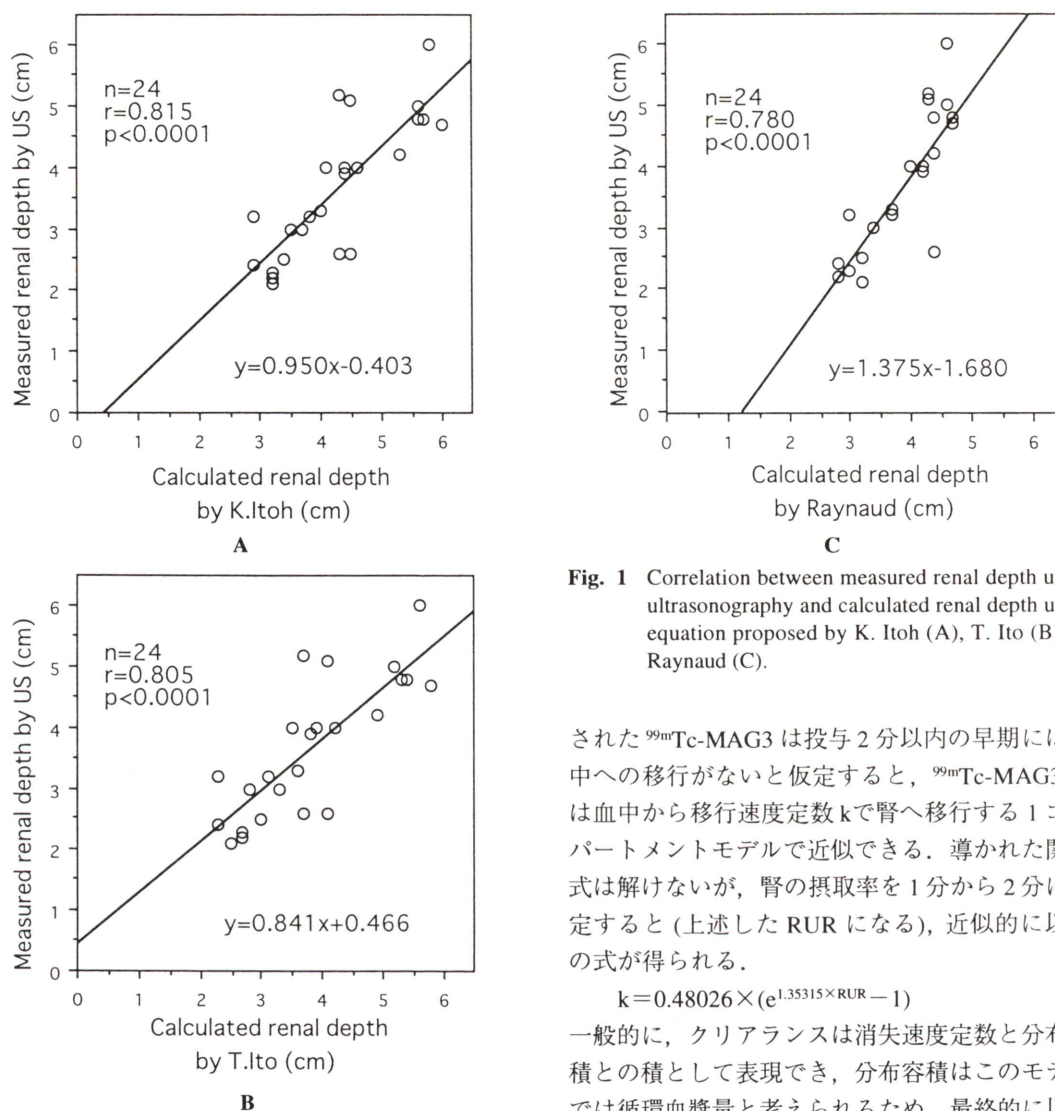 Measured renal depth by US (cm)
6
5
4
3
2
1
0
n=24
r=0.815
p<0.0001
y=0.950x-0.403
0 1 2 3 4 5 6
Calculated renal depth
by K.Itoh (cm)
A
Measured renal depth by US (cm)
6
5
4
3
2
1
0
n=24
r=0.805
p<0.0001
y=0.841x+0.466
0 1 2 3 4 5 6
Calculated renal depth
by T.Ito (cm)
B
Measured renal depth by US (cm)
6
5
4
3
2
1
0
n=24
r=0.780
p<0.0001
y=1.375x-1.680
0 1 2 3 4 5 6
Calculated renal depth
by Raynaud (cm)
C
Fig. 1 Correlation between measured renal depth u
ultrasonography and calculated renal depth u
equation proposed by K. Itoh (A), T. Ito (B
Raynaud (C).
された ⁹⁹ᵐTc-MAG3 は投与 2 分以内の早期には
中への移行がないと仮定すると，⁹⁹ᵐTc-MAG3
は血中から移行速度定数 kで腎へ移行する 1 コ
パートメントモデルで近似できる．導かれた関
式は解けないが，腎の摂取率を 1 分から 2 分に
定すると (上述した RUR になる)，近似的に以
の式が得られる．
k＝0.48026×(e^1.35315×RUR－1)
一般的に，クリアランスは消失速度定数と分布
積との積として表現でき，分布容積はこのモデ
では循環血漿量と考えられるため，最終的に以